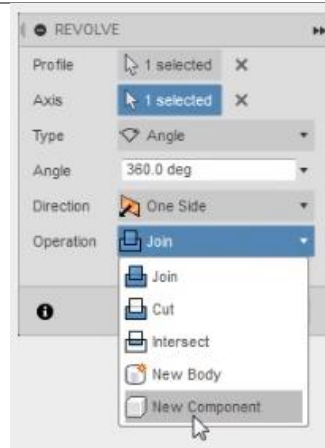 REVOLVE
Profile 1 selected
Axis 1 selected
Type Angle
Angle 360.0 deg
Direction One Side
Operation Join
Join
Cut
Intersect
New Body
New Component